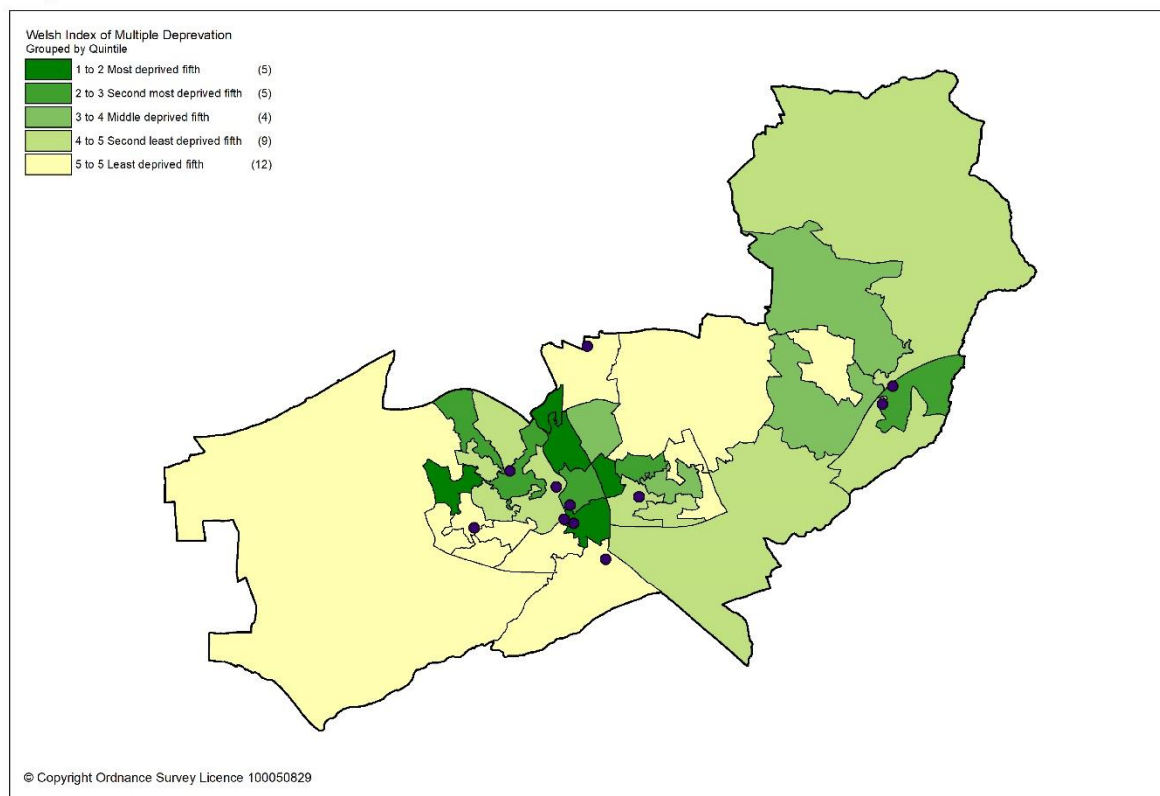 Welsh Index of Multiple Deprevation
Grouped by Quintile
1 to 2 Most deprived fifth (5)
2 to 3 Second most deprived fifth (5)
3 to 4 Middle deprived fifth (4)
4 to 5 Second least deprived fifth (9)
5 to 5 Least deprived fifth (12)
© Copyright Ordnance Survey Licence 100050829